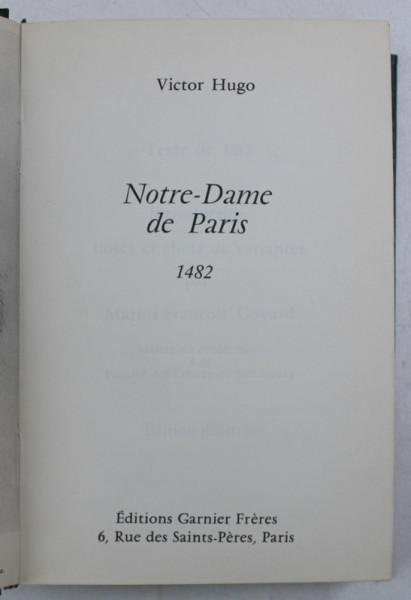 Victor Hugo
Notre-Dame
de Paris
1482
Éditions Garnier Frères
6, Rue des Saints-Pères, Paris